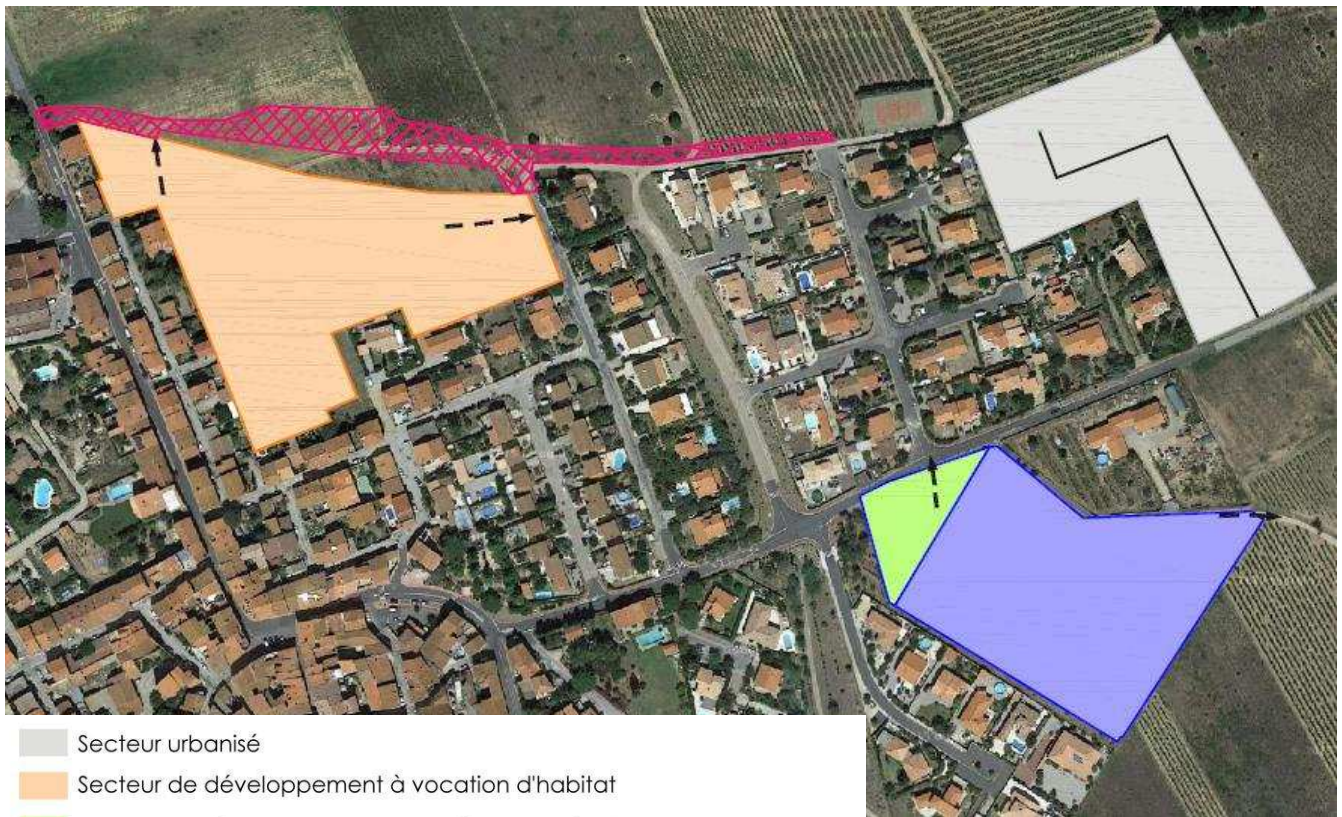 Secteur urbanisé
Secteur de développement à vocation d'habitat